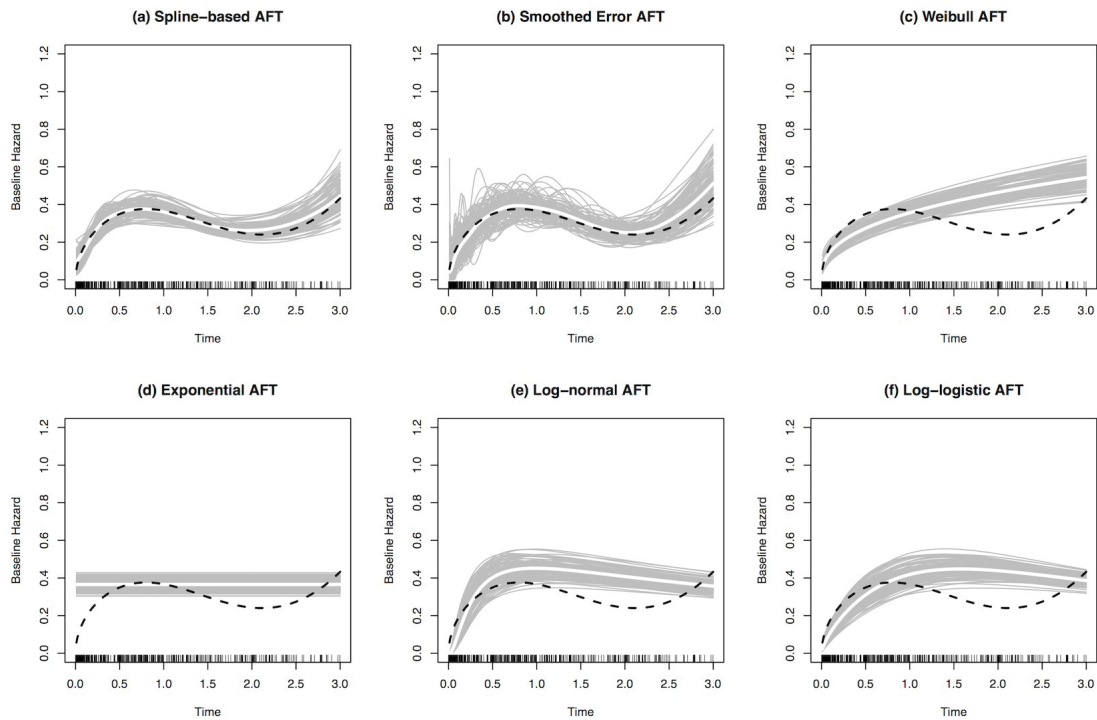 (a) Spline−based AFT
Baseline Hazard
0.0 0.2 0.4 0.6 0.8 1.0 1.2
0.0 0.5 1.0 1.5 2.0 2.5 3.0
Time
(b) Smoothed Error AFT
Baseline Hazard
0.0 0.2 0.4 0.6 0.8 1.0 1.2
0.0 0.5 1.0 1.5 2.0 2.5 3.0
Time
(c) Weibull AFT
Baseline Hazard
0.0 0.2 0.4 0.6 0.8 1.0 1.2
0.0 0.5 1.0 1.5 2.0 2.5 3.0
Time
(d) Exponential AFT
Baseline Hazard
0.0 0.2 0.4 0.6 0.8 1.0 1.2
0.0 0.5 1.0 1.5 2.0 2.5 3.0
Time
(e) Log−normal AFT
Baseline Hazard
0.0 0.2 0.4 0.6 0.8 1.0 1.2
0.0 0.5 1.0 1.5 2.0 2.5 3.0
Time
(f) Log−logistic AFT
Baseline Hazard
0.0 0.2 0.4 0.6 0.8 1.0 1.2
0.0 0.5 1.0 1.5 2.0 2.5 3.0
Time